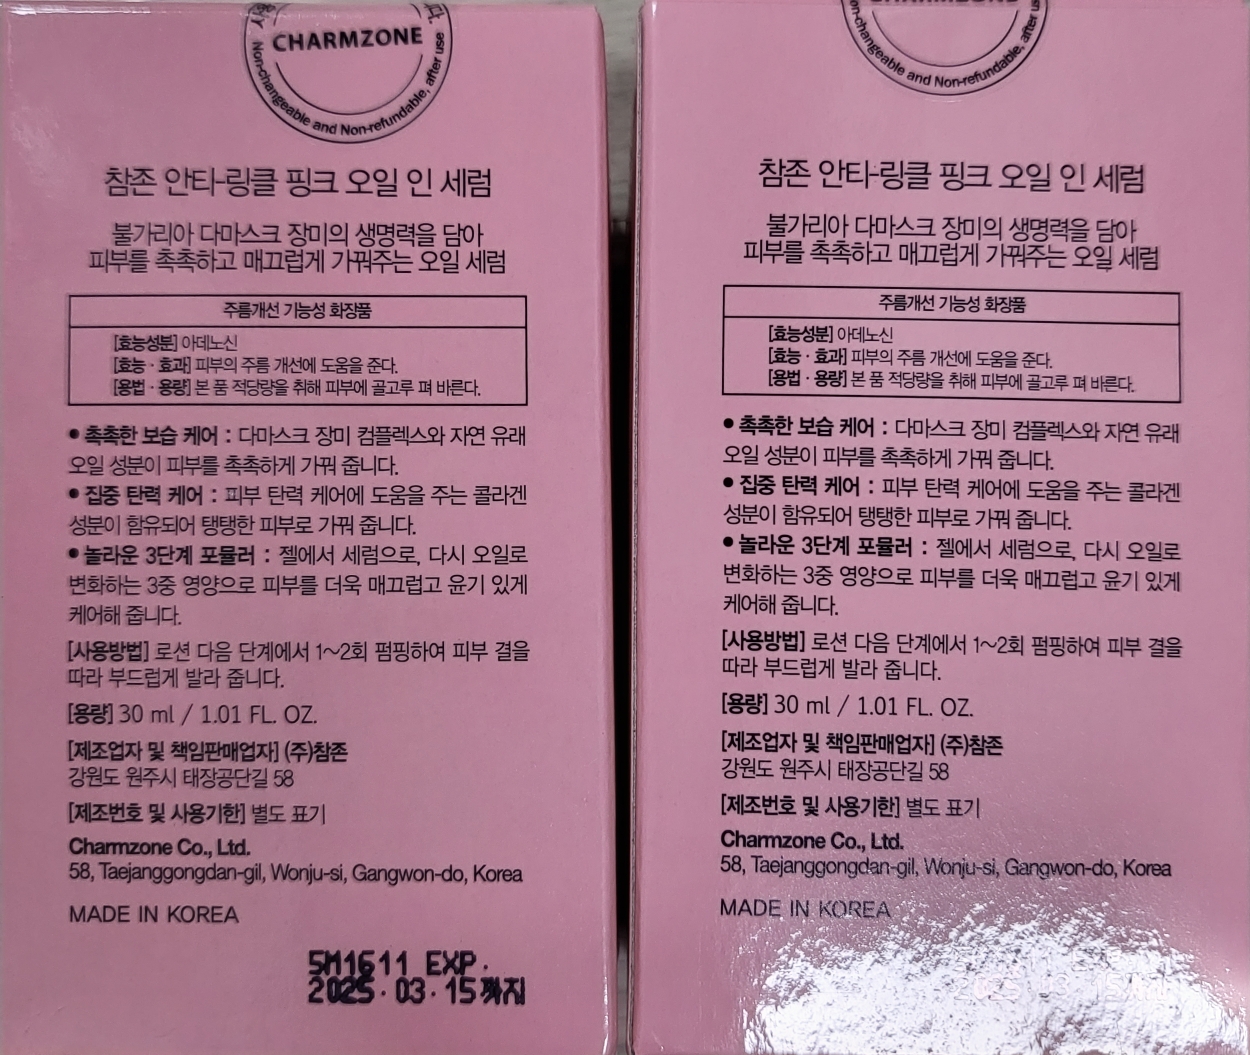 CHARMZONE
Non-changeable and Non-refundable, after use
참존 안티-링클 핑크 오일 인 세럼
불가리아 다마스크 장미의 생명력을 담아
피부를 촉촉하고 매끄럽게 가꿔주는 오일 세럼
주름개선 기능성 화장품
[효능성분] 아데노신
[효능 · 효과] 피부의 주름 개선에 도움을 준다.
[용법 · 용량] 본 품 적당량을 취해 피부에 골고루 펴 바른다.
• 촉촉한 보습 케어 : 다마스크 장미 컴플렉스와 자연 유래
오일 성분이 피부를 촉촉하게 가꿔 줍니다.
• 집중 탄력 케어 : 피부 탄력 케어에 도움을 주는 콜라겐
성분이 함유되어 탱탱한 피부로 가꿔 줍니다.
• 놀라운 3단계 포뮬러 : 젤에서 세럼으로, 다시 오일로
변화하는 3중 영양으로 피부를 더욱 매끄럽고 윤기 있게
케어해 줍니다.
[사용방법] 로션 다음 단계에서 1~2회 펌핑하여 피부 결을
따라 부드럽게 발라 줍니다.
[용량] 30 ml / 1.01 FL. OZ.
[제조업자 및 책임판매업자] (주)참존
강원도 원주시 태장공단길 58
[제조번호 및 사용기한] 별도 표기
Charmzone Co., Ltd.
58, Taejanggongdan-gil, Wonju-si, Gangwon-do, Korea
MADE IN KOREA
5M1611 EXP.
2025.03.15까지
CHARMZONE
Non-changeable and Non-refundable, after
참존 안티-링클 핑크 오일 인 세럼
불가리아 다마스크 장미의 생명력을 담아
피부를 촉촉하고 매끄럽게 가꿔주는 오일 세럼
주름개선 기능성 화장품
[효능성분] 아데노신
[효능 · 효과] 피부의 주름 개선에 도움을 준다.
[용법 · 용량] 본 품 적당량을 취해 피부에 골고루 펴 바른다.
• 촉촉한 보습 케어 : 다마스크 장미 컴플렉스와 자연 유래
오일 성분이 피부를 촉촉하게 가꿔 줍니다.
• 집중 탄력 케어 : 피부 탄력 케어에 도움을 주는 콜라겐
성분이 함유되어 탱탱한 피부로 가꿔 줍니다.
• 놀라운 3단계 포뮬러 : 젤에서 세럼으로, 다시 오일로
변화하는 3중 영양으로 피부를 더욱 매끄럽고 윤기 있게
케어해 줍니다.
[사용방법] 로션 다음 단계에서 1~2회 펌핑하여 피부 결을
따라 부드럽게 발라 줍니다.
[용량] 30 ml / 1.01 FL. OZ.
[제조업자 및 책임판매업자] (주)참존
강원도 원주시 태장공단길 58
[제조번호 및 사용기한] 별도 표기
Charmzone Co., Ltd.
58, Taejanggongdan-gil, Wonju-si, Gangwon-do, Korea
MADE IN KOREA